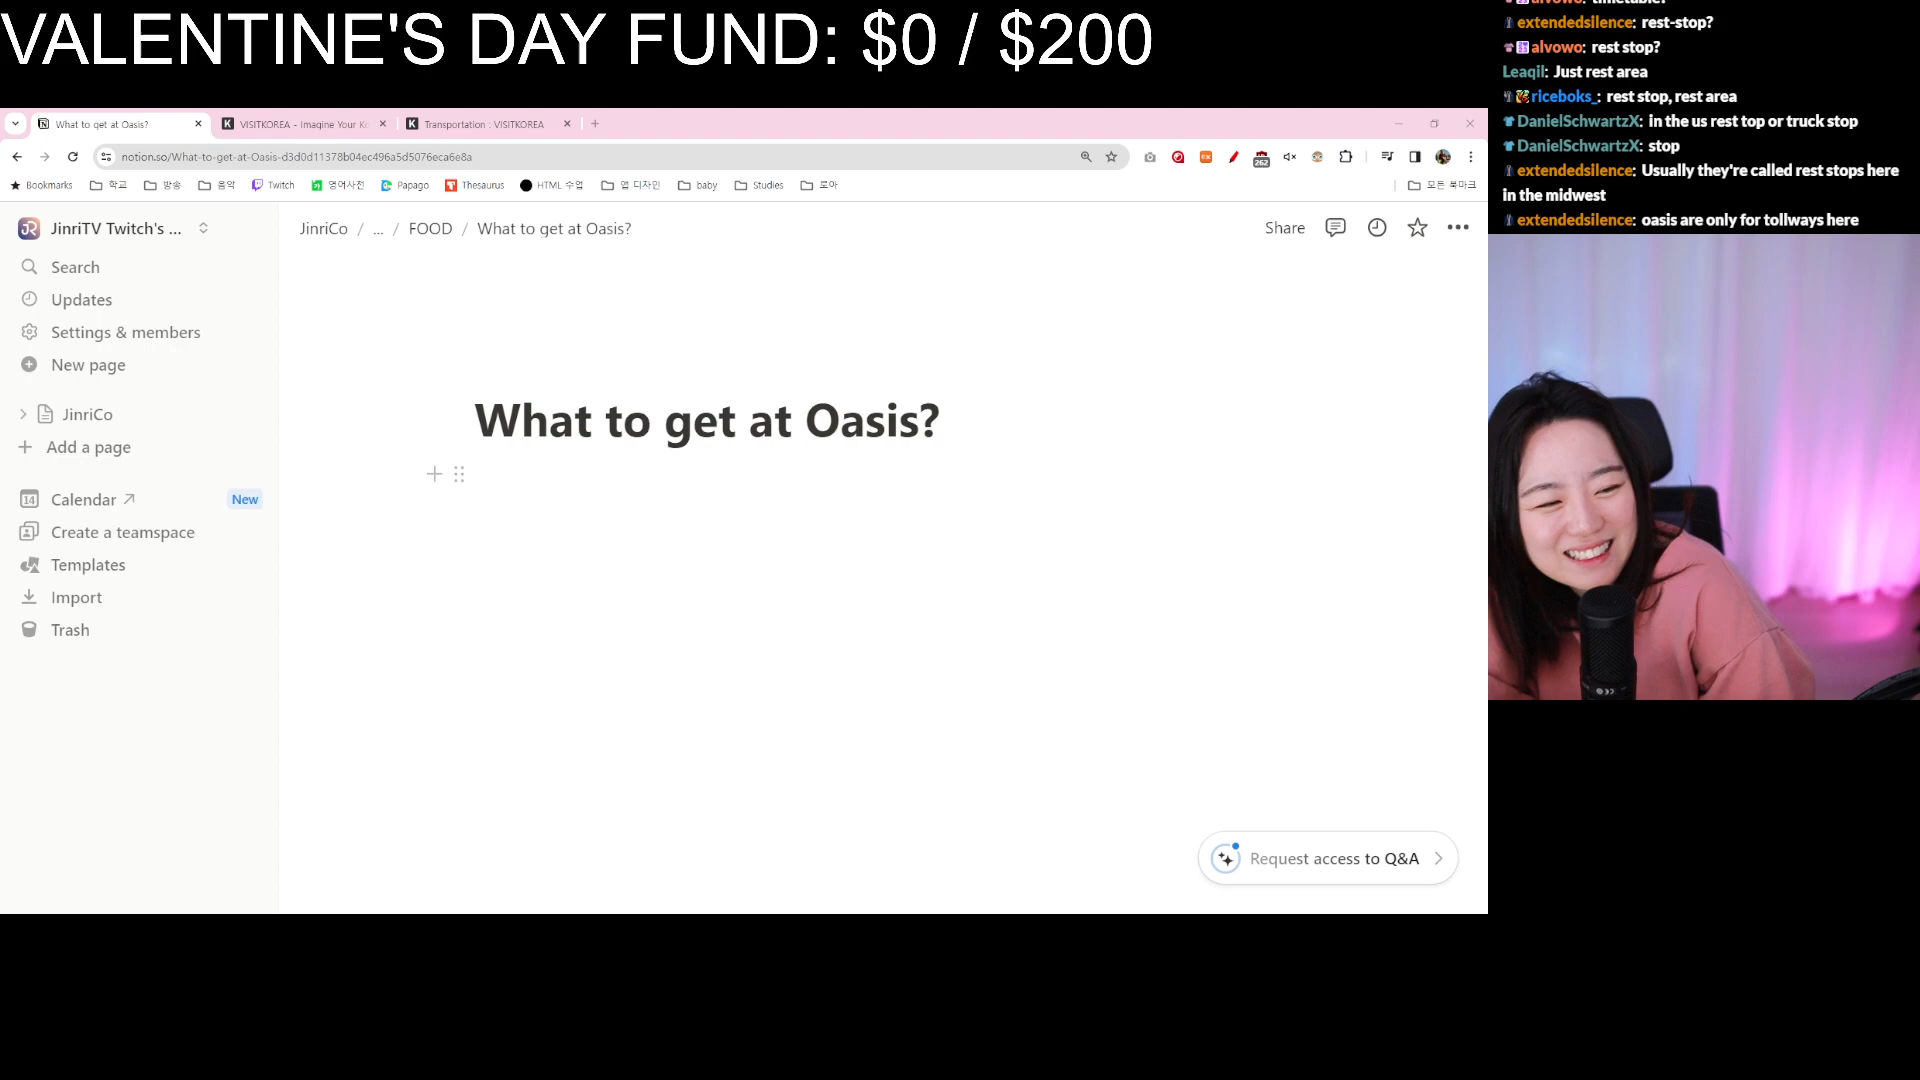 VALENTINE'S DAY FUND: $0 / $200
extendedsilence: rest-stop?
alvowo: rest stop?
Leaqil: Just rest area
riceboks_: rest stop, rest area
DanielSchwartzX: in the us rest top or truck stop
DanielSchwartzX: stop
extendedsilence: Usually they're called rest stops here
in the midwest
extendedsilence: oasis are only for tollways here
What to get at Oasis?
VISITKOREA - Imagine Your K
Transportation : VISITKOREA
notion.so/What-to-get-at-Oasis-d3d0d11378b04ec496a5d5076eca6e8a
262
Bookmarks 학교 방송 음악 Twitch 영어사전 Papago Thesaurus HTML 수업 앱 디자인 baby Studies 로아 모든 북마크
JinriTV Twitch's ...
JinriCo / ... / FOOD / What to get at Oasis?
Share
Search
Updates
Settings & members
New page
JinriCo
Add a page
14 Calendar New
Create a teamspace
Templates
Import
Trash
What to get at Oasis?
Request access to Q&A